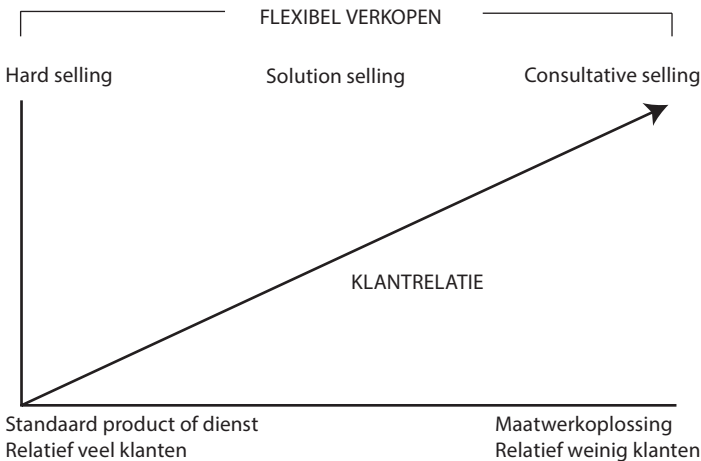 FLEXIBEL VERKOPEN
Hard selling
Solution selling
Consultative selling
KLANTRELATIE
Standaard product of dienst
Relatief veel klanten
Maatwerkoplossing
Relatief weinig klanten